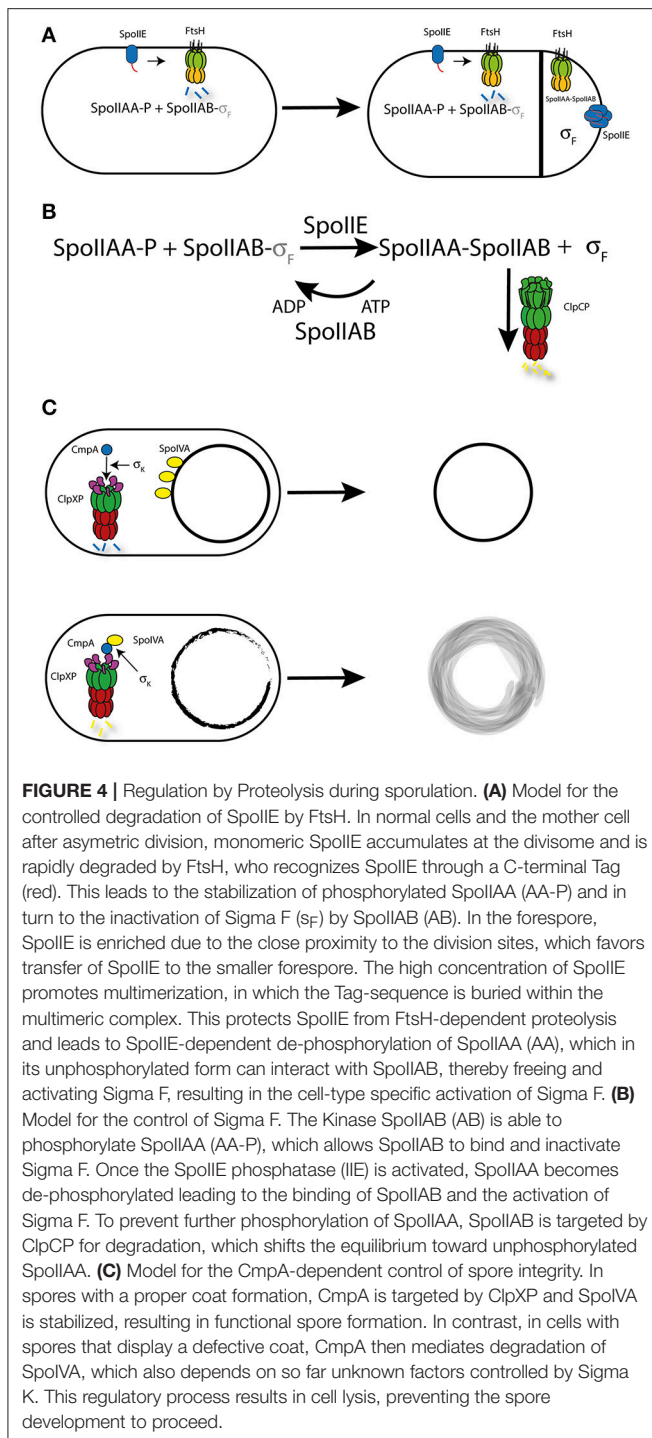 A
SpoIIE
FtsH
SpoIIAA-P + SpoIIAB-σF
SpoIIE
FtsH
FtsH
SpoIIAA-P + SpoIIAB-σF
SpoIIAA-SpoIIAB
σF
SpoIIE
B
SpoIIE
SpoIIAA-P + SpoIIAB-σF
SpoIIAA-SpoIIAB + σF
ADP
ATP
SpoIIAB
ClpCP
C
CmpA
SpoIVA
σK
ClpXP
CmpA
SpoIVA
ClpXP
σK
FIGURE 4 | Regulation by Proteolysis during sporulation. (A) Model for the
controlled degradation of SpoIIE by FtsH. In normal cells and the mother cell
after asymetric division, monomeric SpoIIE accumulates at the divisome and is
rapidly degraded by FtsH, who recognizes SpoIIE through a C-terminal Tag
(red). This leads to the stabilization of phosphorylated SpoIIAA (AA-P) and in
turn to the inactivation of Sigma F (sF) by SpoIIAB (AB). In the forespore,
SpoIIE is enriched due to the close proximity to the division sites, which favors
transfer of SpoIIE to the smaller forespore. The high concentration of SpoIIE
promotes multimerization, in which the Tag-sequence is buried within the
multimeric complex. This protects SpoIIE from FtsH-dependent proteolysis
and leads to SpoIIE-dependent de-phosphorylation of SpoIIAA (AA), which in
its unphosphorylated form can interact with SpoIIAB, thereby freeing and
activating Sigma F, resulting in the cell-type specific activation of Sigma F. (B)
Model for the control of Sigma F. The Kinase SpoIIAB (AB) is able to
phosphorylate SpoIIAA (AA-P), which allows SpoIIAB to bind and inactivate
Sigma F. Once the SpoIIE phosphatase (IIE) is activated, SpoIIAA becomes
de-phosphorylated leading to the binding of SpoIIAB and the activation of
Sigma F. To prevent further phosphorylation of SpoIIAA, SpoIIAB is targeted by
ClpCP for degradation, which shifts the equilibrium toward unphosphorylated
SpoIIAA. (C) Model for the CmpA-dependent control of spore integrity. In
spores with a proper coat formation, CmpA is targeted by ClpXP and SpoIVA
is stabilized, resulting in functional spore formation. In contrast, in cells with
spores that display a defective coat, CmpA then mediates degradation of
SpoIVA, which also depends on so far unknown factors controlled by Sigma
K. This regulatory process results in cell lysis, preventing the spore
development to proceed.